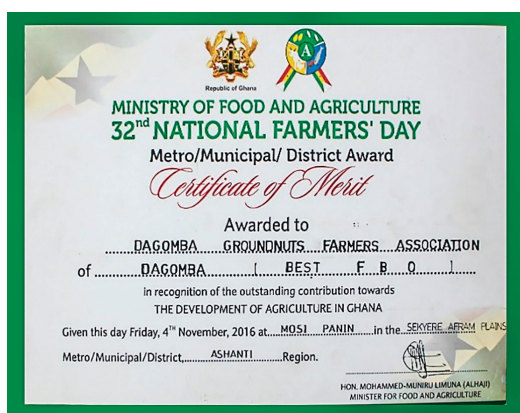 Republic of Ghana
A
MINISTRY OF FOOD AND AGRICULTURE
32nd NATIONAL FARMERS' DAY
Metro/Municipal/ District Award
Certificate of Merit
Awarded to
DAGOMBA GROUNDNUTS FARMERS ASSOCIATION
of DAGOMBA [ BEST F B O ]
in recognition of the outstanding contribution towards
THE DEVELOPMENT OF AGRICULTURE IN GHANA
Given this day Friday, 4TH November, 2016 at MOSI PANIN in the SEKYERE AFRAM PLAINS
Metro/Municipal/District, ASHANTI Region.
HON. MOHAMMED-MUNIRU LIMUNA (ALHAJI)
MINISTER FOR FOOD AND AGRICULTURE